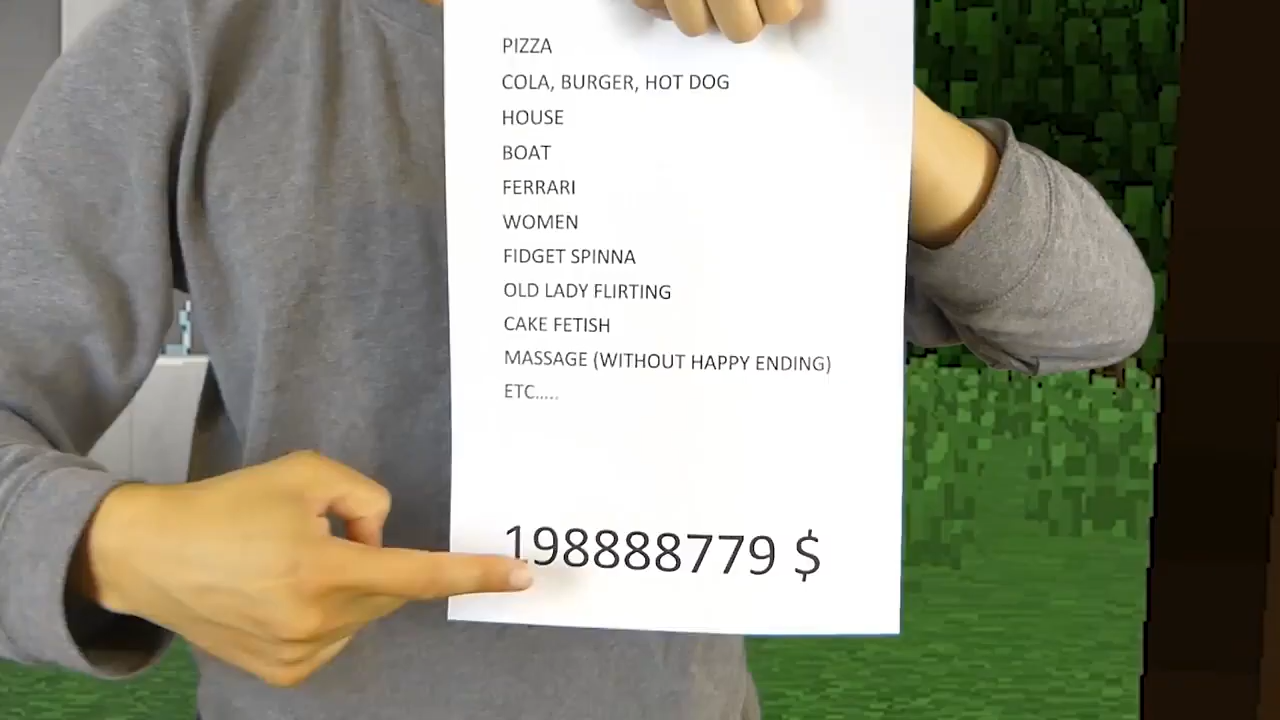 PIZZA
COLA, BURGER, HOT DOG
HOUSE
BOAT
FERRARI
WOMEN
FIDGET SPINNA
OLD LADY FLIRTING
CAKE FETISH
MASSAGE (WITHOUT HAPPY ENDING)
ETC.....
198888779 $